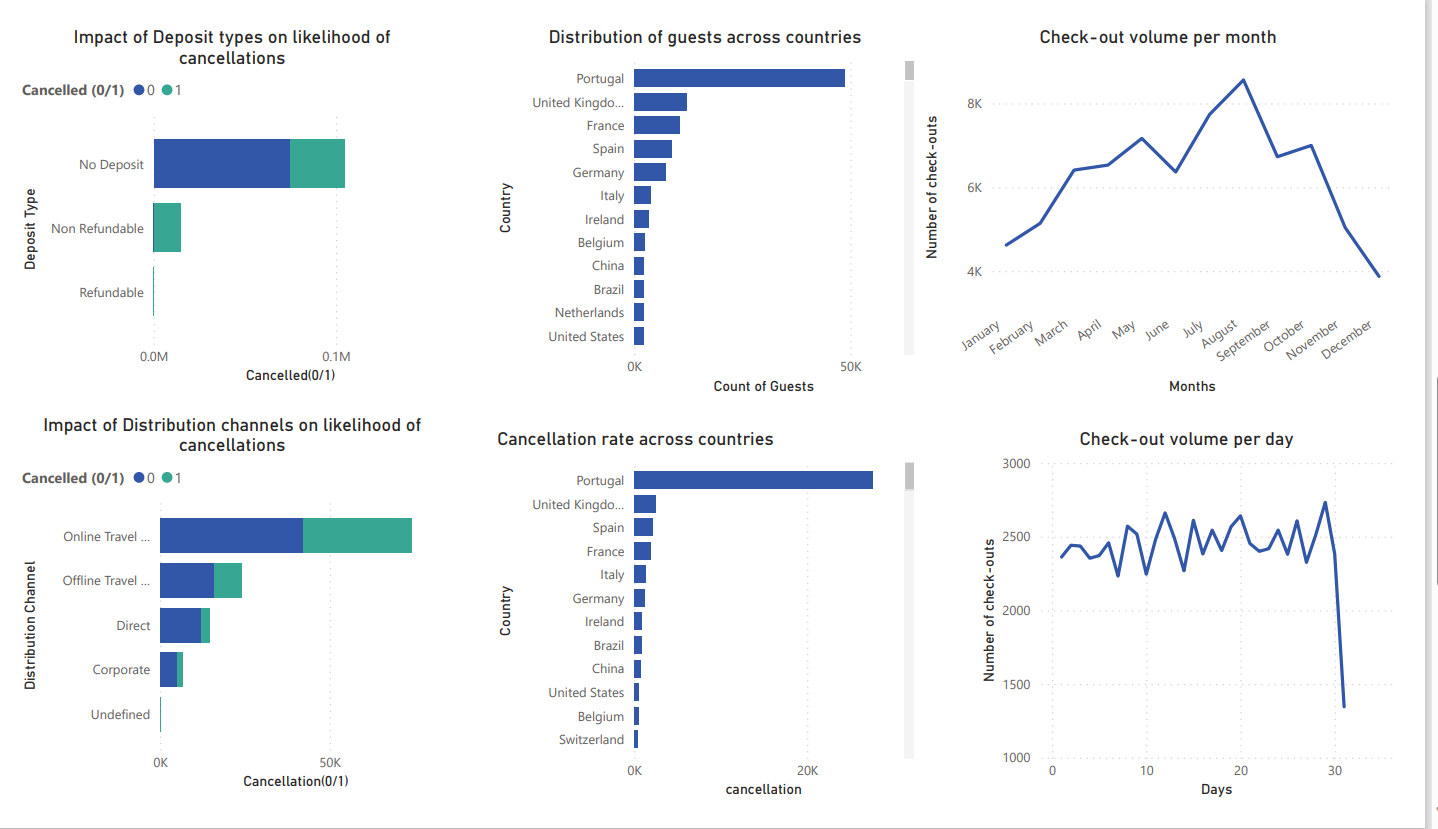 Impact of Deposit types on likelihood of
cancellations
Cancelled (0/1) 0 1
Deposit Type
No Deposit
Non Refundable
Refundable
0.0M 0.1M
Cancelled(0/1)
Distribution of guests across countries
Country
Portugal
United Kingdo...
France
Spain
Germany
Italy
Ireland
Belgium
China
Brazil
Netherlands
United States
0K 50K
Count of Guests
Check-out volume per month
Number of check-outs
8K
6K
4K
January February March April May June July August September October November December
Months
Impact of Distribution channels on likelihood of
cancellations
Cancelled (0/1) 0 1
Distribution Channel
Online Travel ...
Offline Travel ...
Direct
Corporate
Undefined
0K 50K
Cancellation(0/1)
Cancellation rate across countries
Country
Portugal
United Kingdo...
Spain
France
Italy
Germany
Ireland
Brazil
China
United States
Belgium
Switzerland
0K 20K
cancellation
Check-out volume per day
Number of check-outs
3000
2500
2000
1500
1000
0 10 20 30
Days